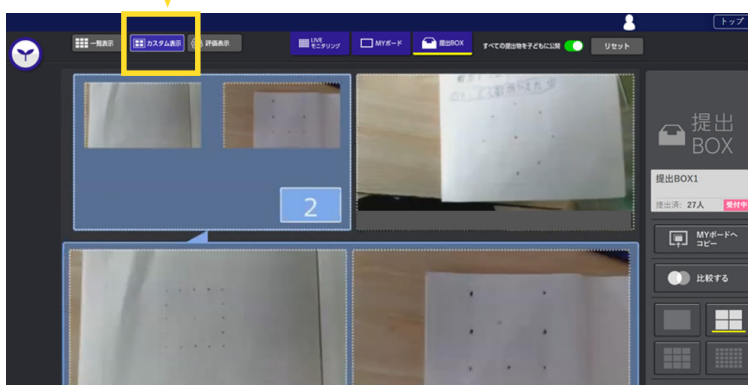 トップ
一覧表示
カスタム表示
評価表示
LIVE
モニタリング
MYボード
提出BOX
すべての提出物を子どもに公開
リセット
2
提出
BOX
提出BOX1
提出済: 27人
受付中
MYボードへ
コピー
比較する